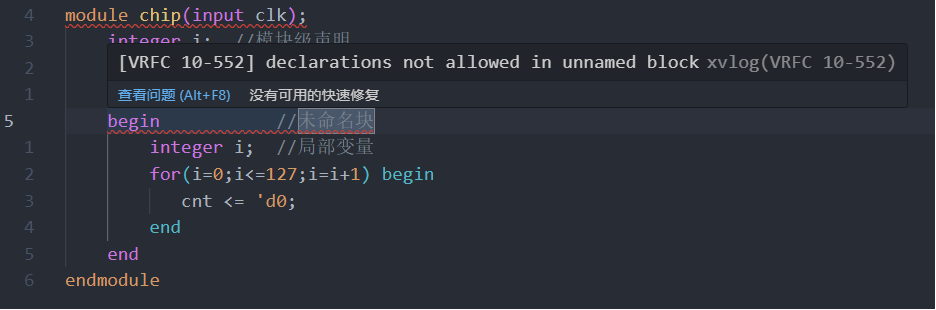 4 module chip(input clk);
3 integer i; //模块级声明
2
[VRFC 10-552] declarations not allowed in unnamed block xvlog(VRFC 10-552)
1
查看问题 (Alt+F8) 没有可用的快速修复
5 begin //未命名块
1 integer i; //局部变量
2 for(i=0;i<=127;i=i+1) begin
3 cnt <= 'd0;
4 end
5 end
6 endmodule